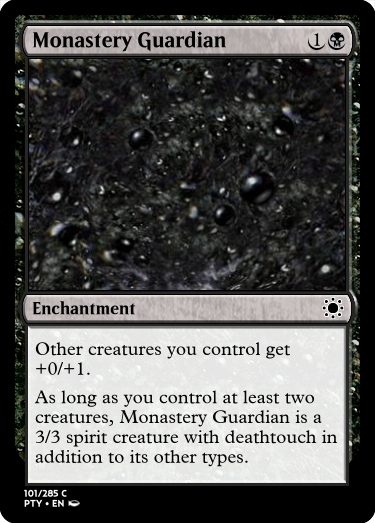 Monastery Guardian 1
Enchantment
Other creatures you control get
+0/+1.
As long as you control at least two
creatures, Monastery Guardian is a
3/3 spirit creature with deathtouch in
addition to its other types.
101/285 C
PTY • EN